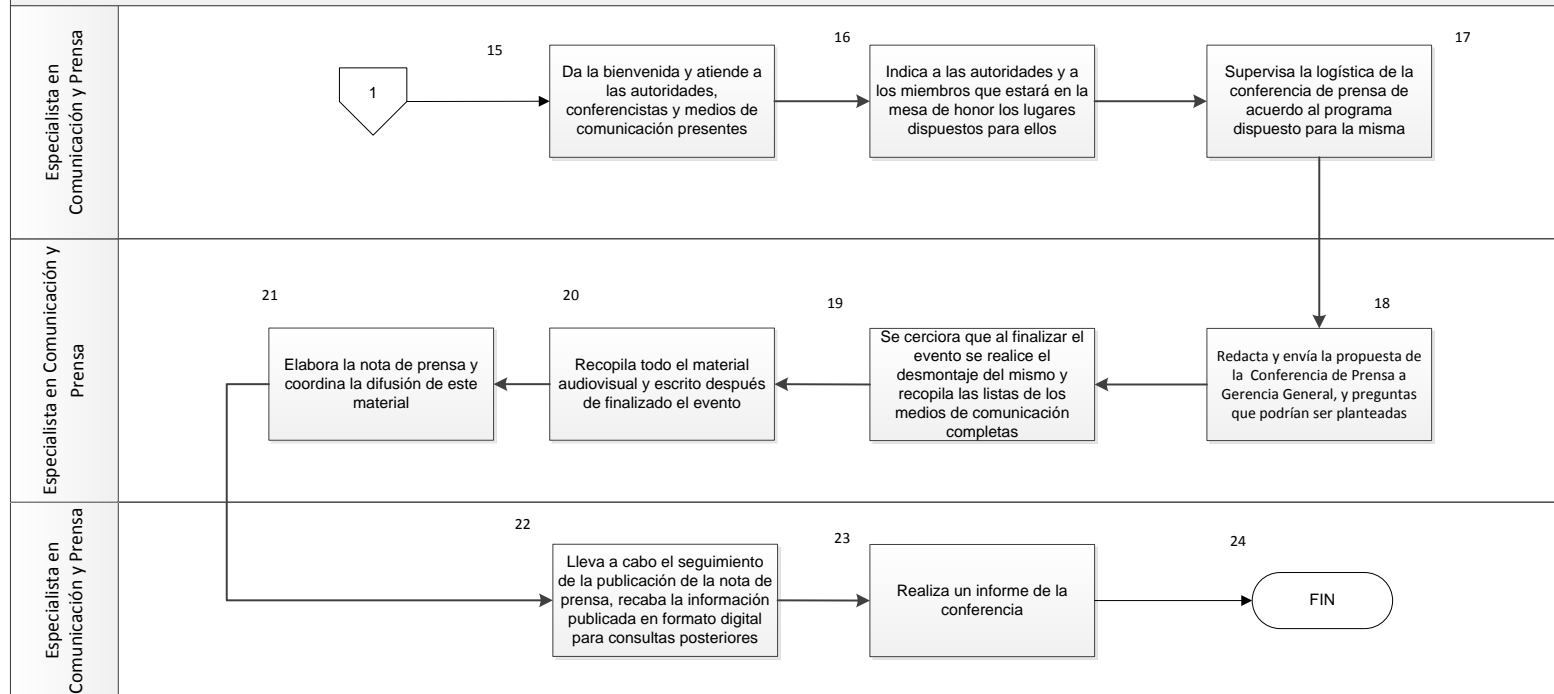 Especialista en
Comunicación y Prensa
1
15
Da la bienvenida y atiende a
las autoridades,
conferencistas y medios de
comunicación presentes
16
Indica a las autoridades y a
los miembros que estará en la
mesa de honor los lugares
dispuestos para ellos
17
Supervisa la logística de la
conferencia de prensa de
acuerdo al programa
dispuesto para la misma
Especialista en Comunicación y
Prensa
18
Redacta y envía la propuesta de
la Conferencia de Prensa a
Gerencia General, y preguntas
que podrían ser planteadas
19
Se cerciora que al finalizar el
evento se realice el
desmontaje del mismo y
recopila las listas de los
medios de comunicación
completas
20
Recopila todo el material
audiovisual y escrito después
de finalizado el evento
21
Elabora la nota de prensa y
coordina la difusión de este
material
Especialista en
Comunicación y Prensa
22
Lleva a cabo el seguimiento
de la publicación de la nota de
prensa, recaba la información
publicada en formato digital
para consultas posteriores
23
Realiza un informe de la
conferencia
24
FIN